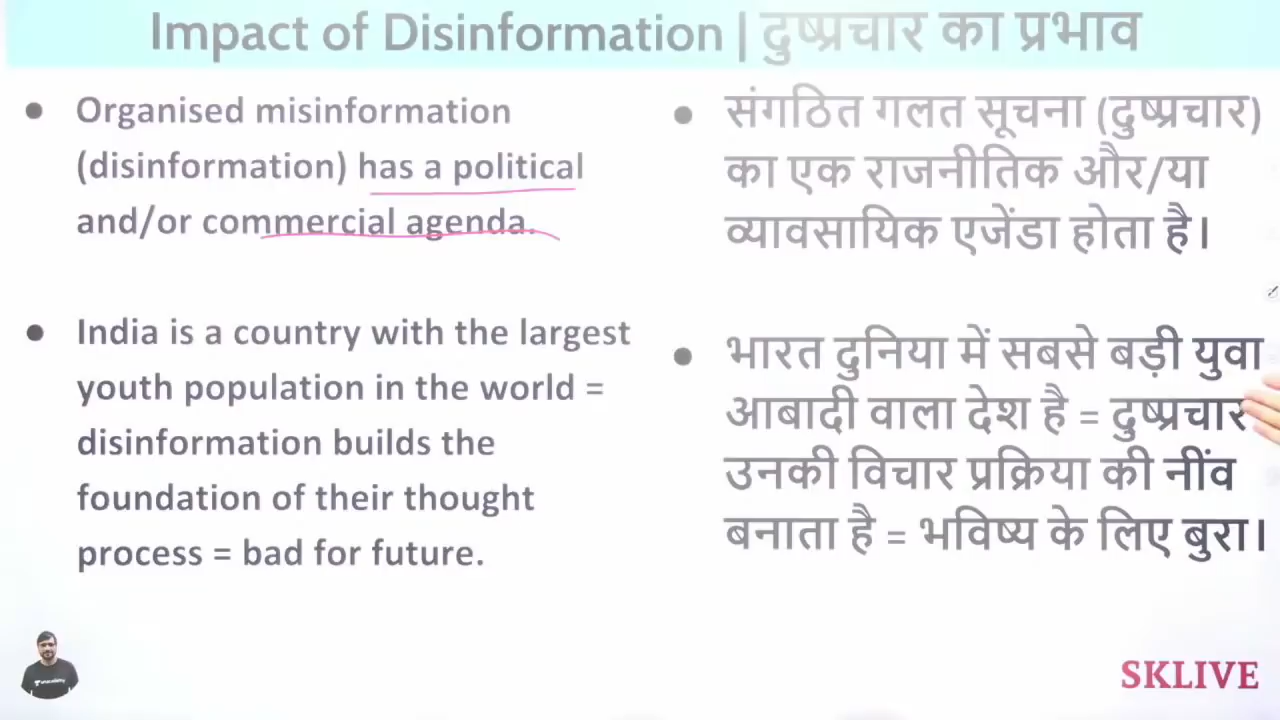 Impact of Disinformation | दुष्प्रचार का प्रभाव
● Organised misinformation
(disinformation) has a political
and/or commercial agenda.
● India is a country with the largest
youth population in the world =
disinformation builds the
foundation of their thought
process = bad for future.
● संगठित गलत सूचना (दुष्प्रचार)
का एक राजनीतिक और/या
व्यावसायिक एजेंडा होता है।
● भारत दुनिया में सबसे बड़ी युवा
आबादी वाला देश है = दुष्प्रचार
उनकी विचार प्रक्रिया की नींव
बनाता है = भविष्य के लिए बुरा।
unacademy
SKLIVE